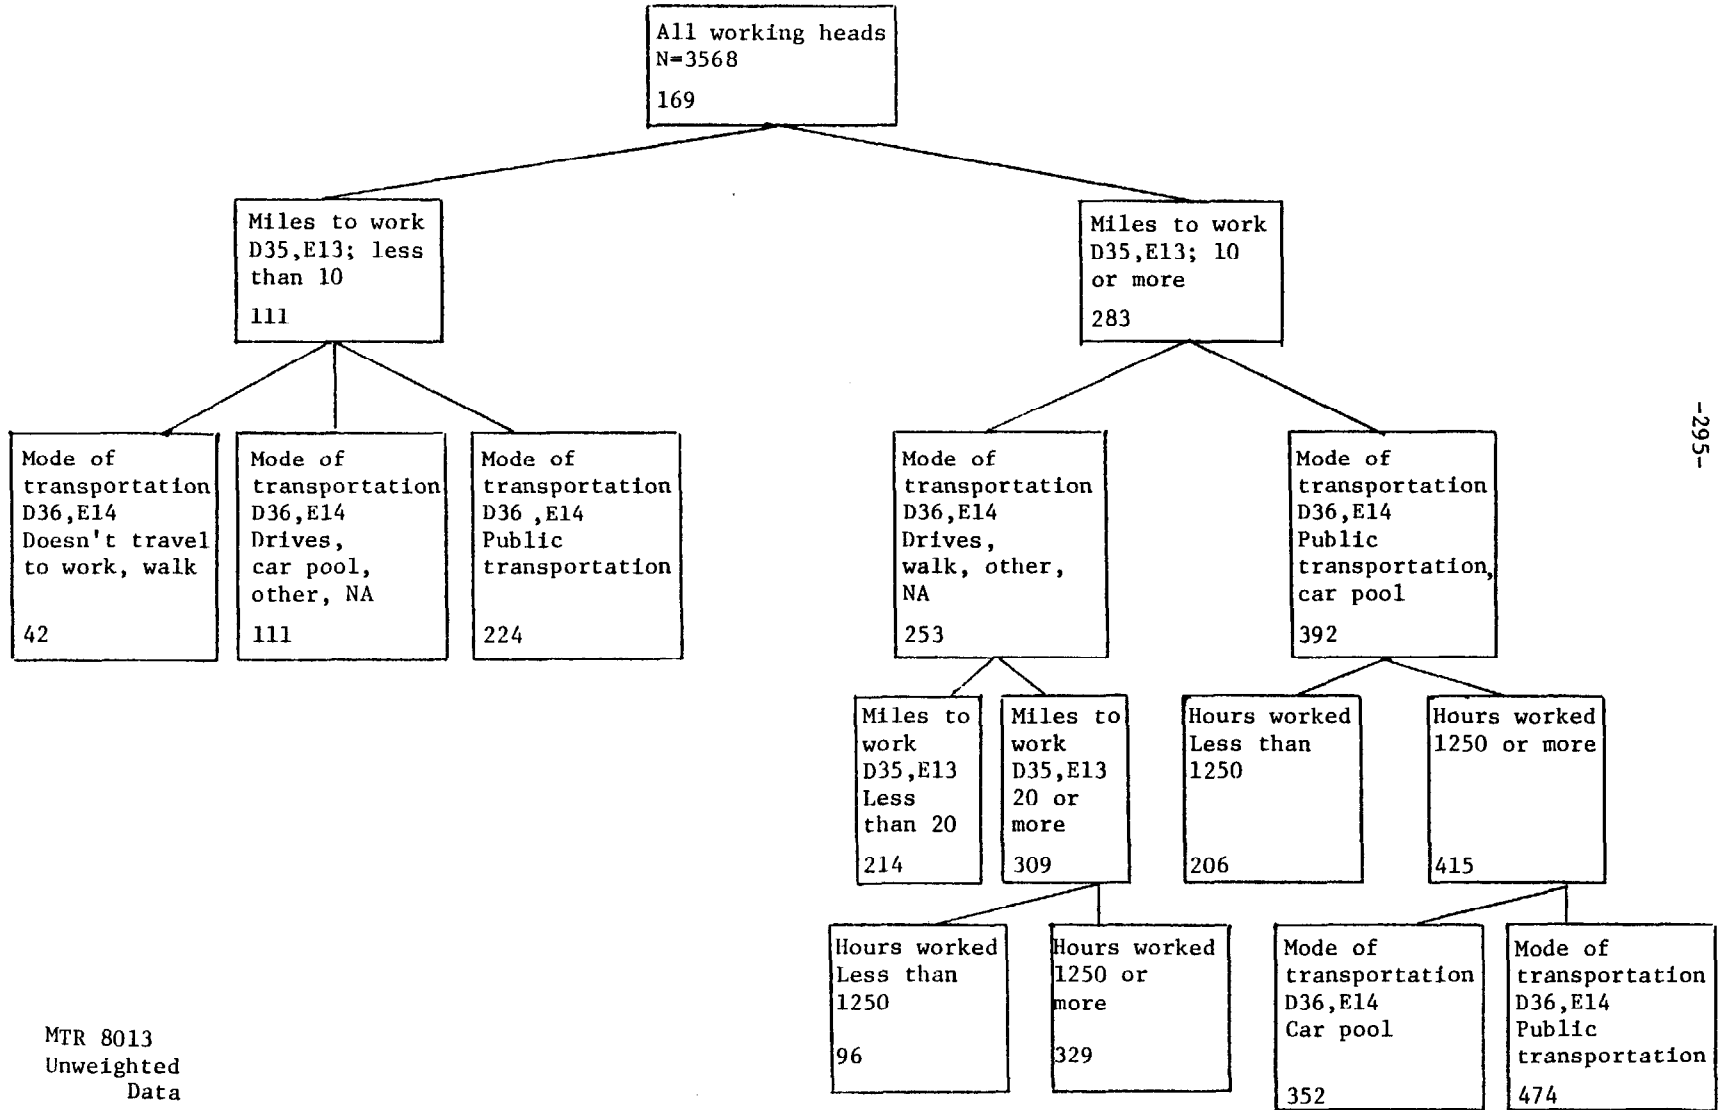 All working heads
N=3568
169
Miles to work
D35,E13; less
than 10
111
Miles to work
D35,E13; 10
or more
283
Mode of
transportation
D36,E14
Doesn't travel
to work, walk
42
Mode of
transportation
D36,E14
Drives,
car pool,
other, NA
111
Mode of
transportation
D36 ,E14
Public
transportation
224
Mode of
transportation
D36,E14
Drives,
walk, other,
NA
253
Mode of
transportation
D36,E14
Public
transportation,
car pool
392
-295-
Miles to
work
D35,E13
Less
than 20
214
Miles to
work
D35,E13
20 or
more
309
Hours worked
Less than
1250
206
Hours worked
1250 or more
415
Hours worked
Less than
1250
96
Hours worked
1250 or
more
329
Mode of
transportation
D36,E14
Car pool
352
Mode of
transportation
D36,E14
Public
transportation
474
MTR 8013
Unweighted
Data